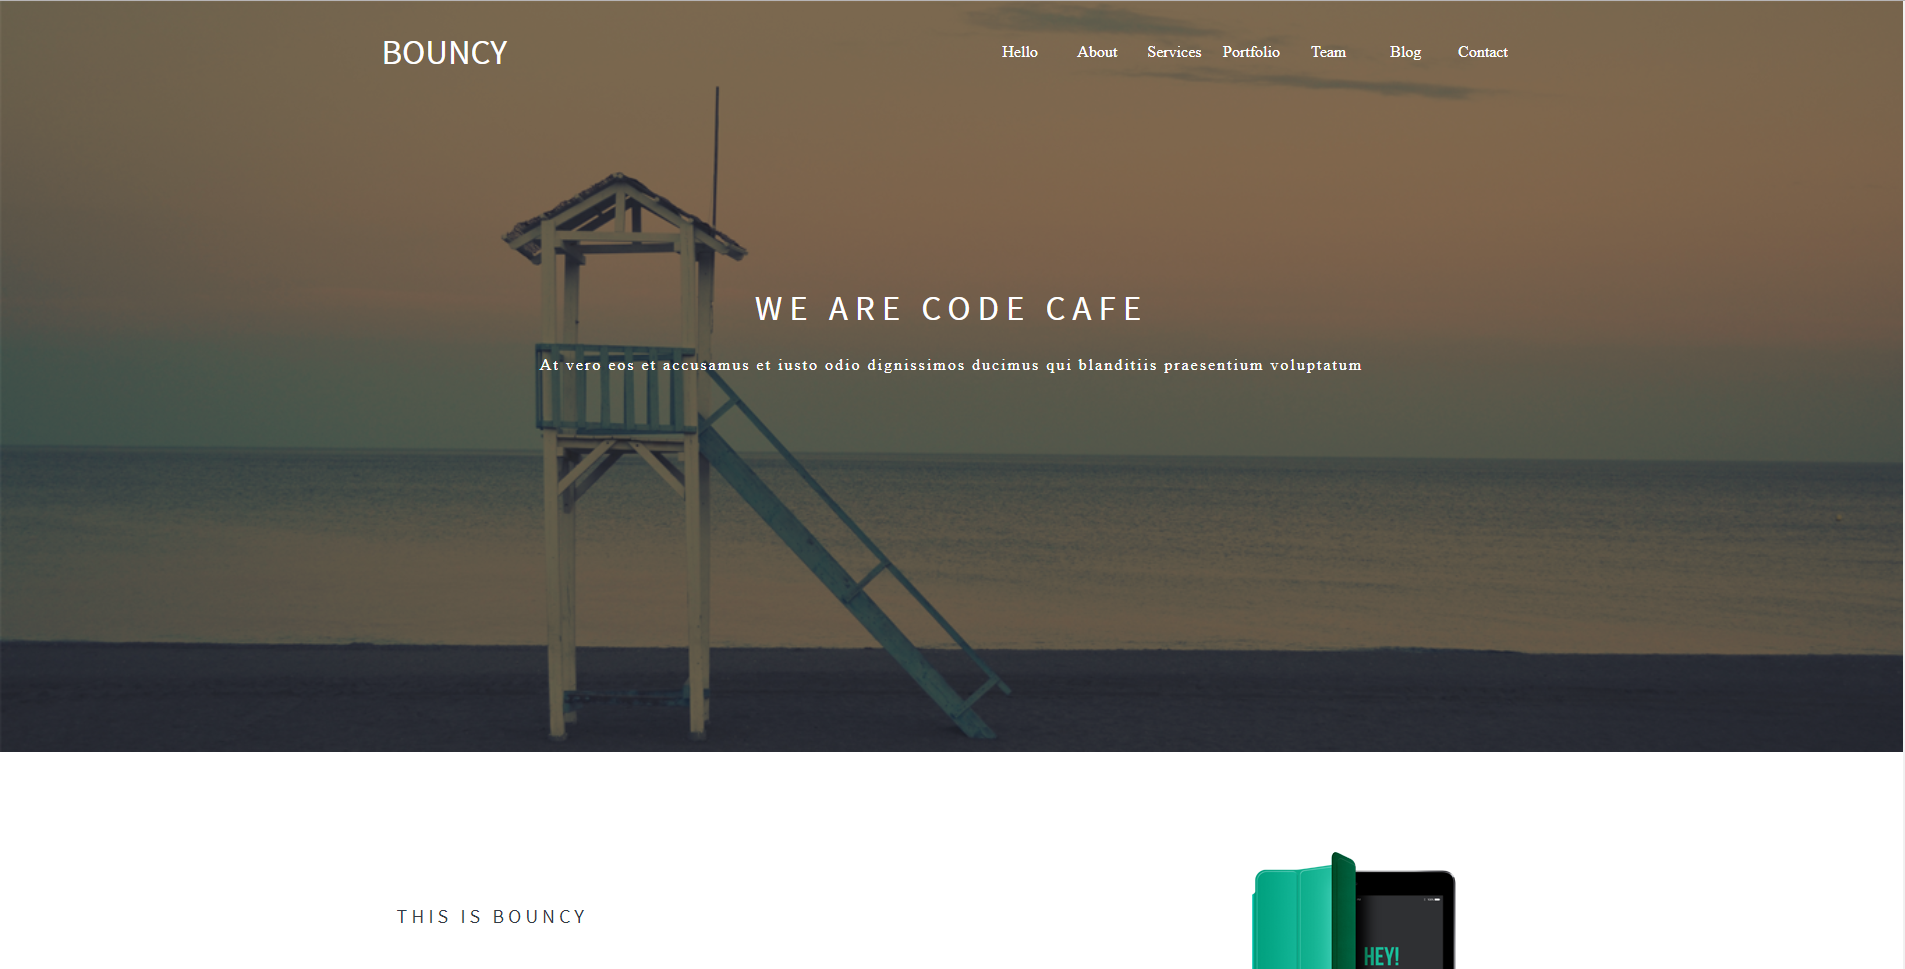 BOUNCY
Hello About Services Portfolio Team Blog Contact
WE ARE CODE CAFE
At vero eos et accusamus et iusto odio dignissimos ducimus qui blanditiis praesentium voluptatum
THIS IS BOUNCY
HEY!